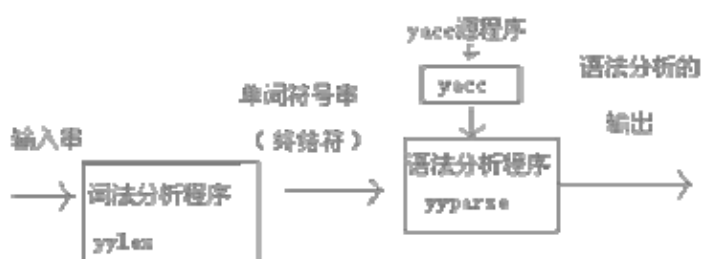 yacc源程序
yacc
语法分析的
输出
单词符号串
（终结符）
输入串
词法分析程序
yylex
语法分析程序
yyparse